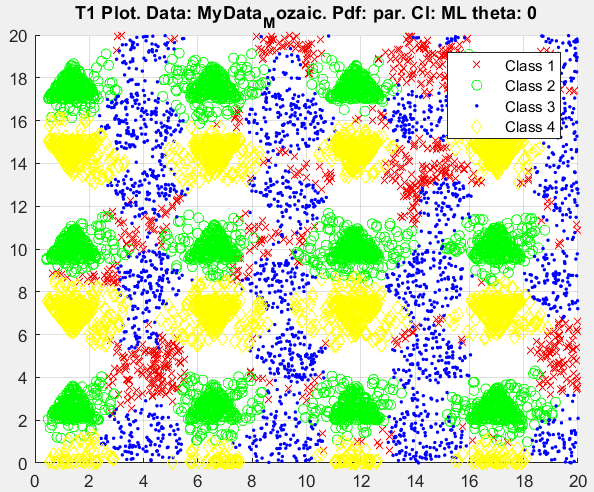 T1 Plot. Data: MyData_Mozaic. Pdf: par. Cl: ML theta: 0
20
18
16
14
12
10
8
6
4
2
0
Class 1
Class 2
Class 3
Class 4
0 2 4 6 8 10 12 14 16 18 20